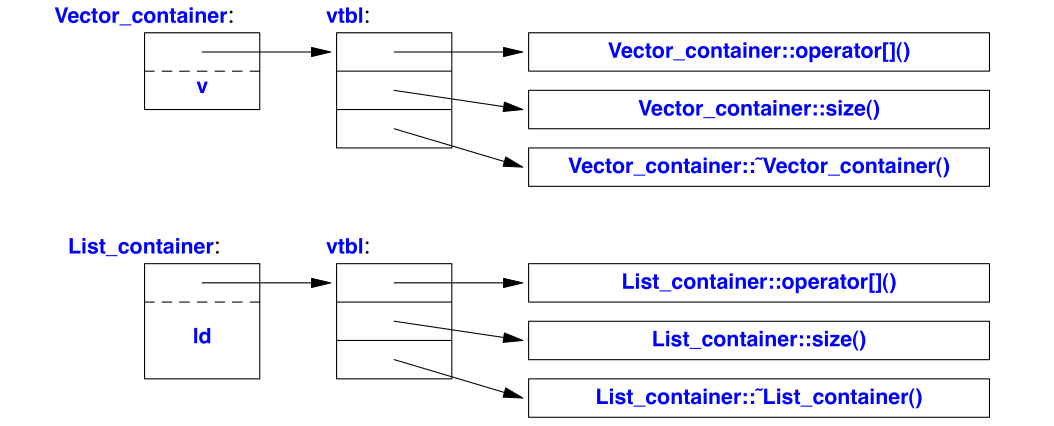 Vector_container: vtbl:
Vector_container::operator[]()
v
Vector_container::size()
Vector_container::~Vector_container()
List_container: vtbl:
List_container::operator[]()
ld
List_container::size()
List_container::~List_container()